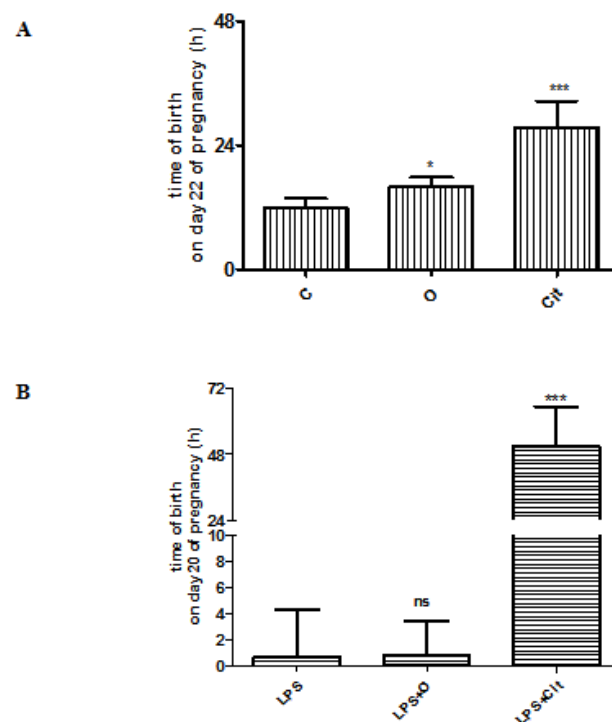 A
time of birth
on day 22 of pregnancy (h)
48
24
0
*
***
C
O
Cit
B
time of birth
on day 20 of pregnancy (h)
72
48
24
10
8
6
4
2
0
ns
***
LPS
LPS+O
LPS+Cit